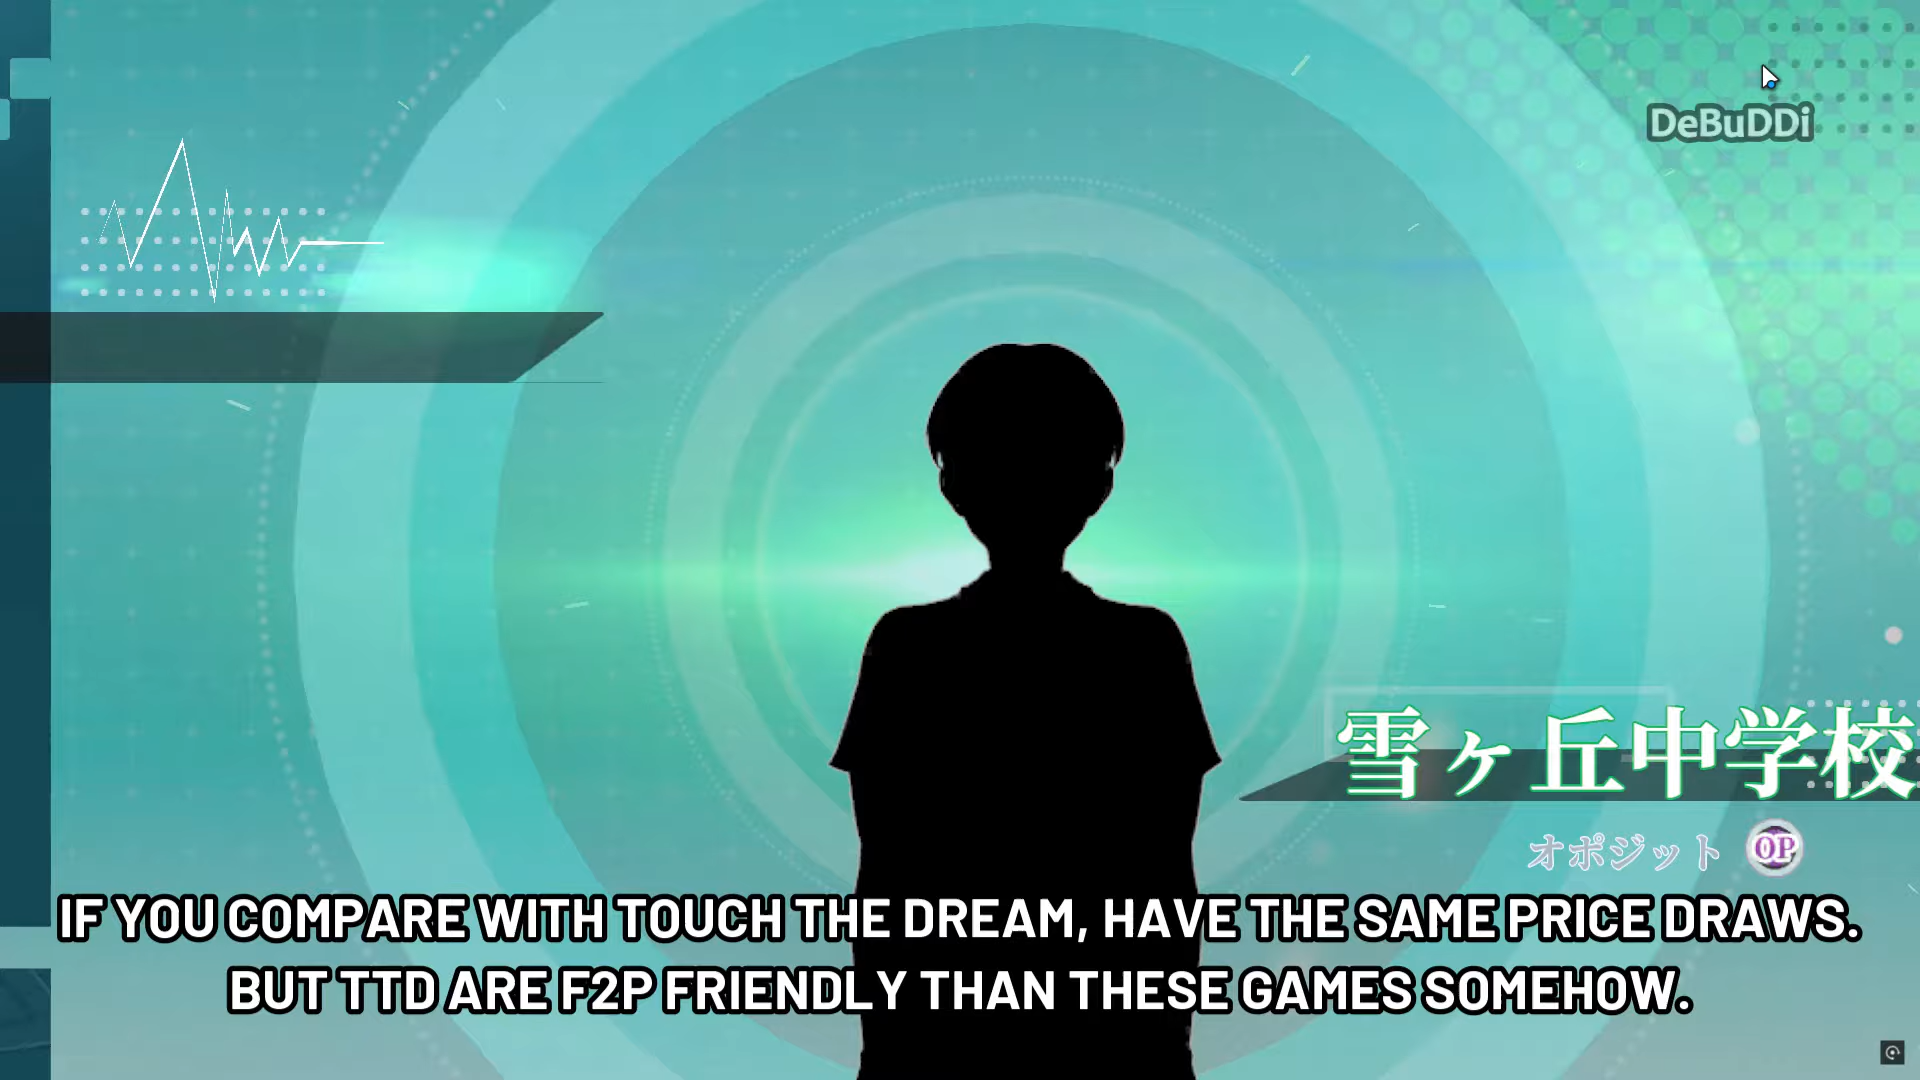 DeBuDDi
雪ヶ丘中学校
オポジット OP
IF YOU COMPARE WITH TOUCH THE DREAM, HAVE THE SAME PRICE DRAWS.
BUT TTD ARE F2P FRIENDLY THAN THESE GAMES SOMEHOW.